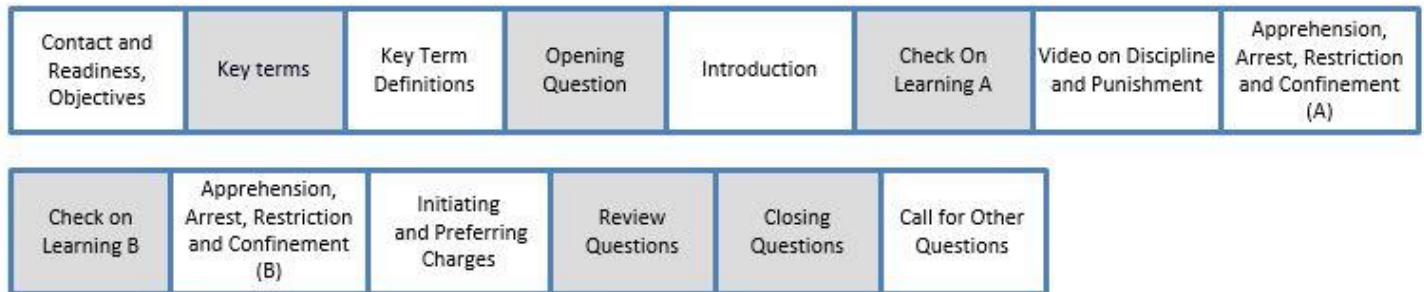 Contact and
Readiness,
Objectives
Key terms
Key Term
Definitions
Opening
Question
Introduction
Check On
Learning A
Video on Discipline
and Punishment
Apprehension,
Arrest, Restriction
and Confinement
(A)
Check on
Learning B
Apprehension,
Arrest, Restriction
and Confinement
(B)
Initiating
and Preferring
Charges
Review
Questions
Closing
Questions
Call for Other
Questions